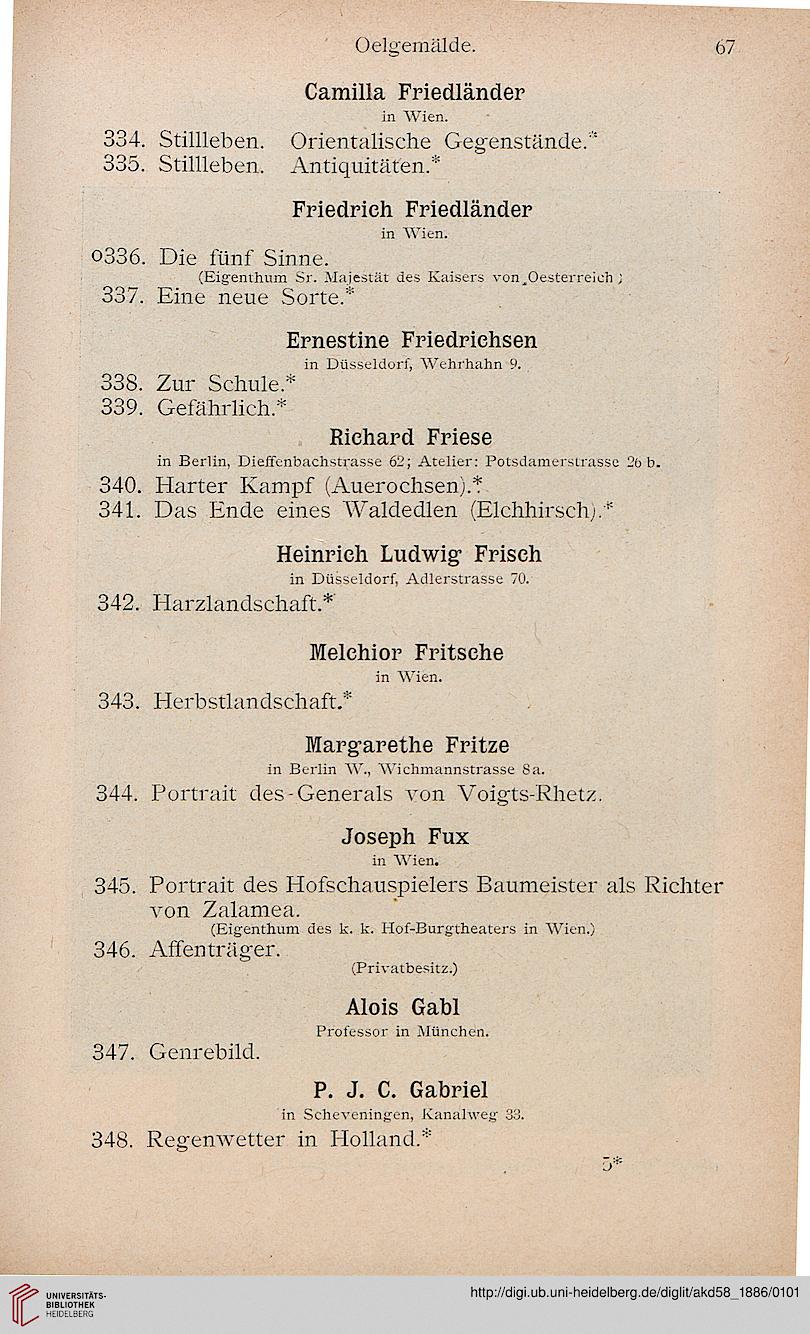 Oelgemälde. 67
Camilla Friedländer
in Wien.
334. Stillleben. Orientalische Gegenstände.*
335. Stillleben. Antiquitäten.*
Friedrich Friedländer
in Wien.
o336. Die fünf Sinne.
(Eigenthum Sr. Majestät des Kaisers von Oesterreich)
337. Eine neue Sorte.*
Ernestine Friedrichsen
in Düsseldorf, Wehrhahn 9.
338. Zur Schule.*
339. Gefährlich.*
Richard Friese
in Berlin, Dieffenbachstrasse 62; Atelier: Potsdamerstrasse 26 b.
340. Harter Kampf (Auerochsen).*
341. Das Ende eines Waldedlen (Elchhirsch).*
Heinrich Ludwig Frisch
in Düsseldorf, Adlerstrasse 70.
342. Harzlandschaft.*
Melchior Fritsche
in Wien.
343. Herbstlandschaft.*
Margarethe Fritze
in Berlin W., Wichmannstrasse 8a.
344. Portrait des Generals von Voigts-Rhetz.
Joseph Fux
in Wien.
345. Portrait des Hofschauspielers Baumeister als Richter
von Zalamea.
(Eigenthum des k. k. Hof-Burgtheaters in Wien.)
346. Affenträger.
(Privatbesitz.)
Alois Gabl
Professor in München.
347. Genrebild.
P. J. C. Gabriel
in Scheveningen, Kanalweg 33.
348. Regenwetter in Holland.*
5*
UNIVERSITÄTS-
BIBLIOTHEK
HEIDELBERG
http://digi.ub.uni-heidelberg.de/diglit/akd58_1886/0101